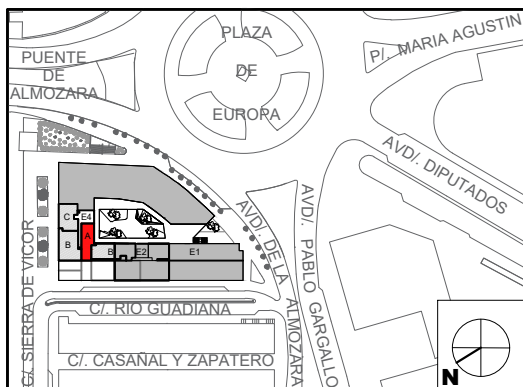 PLAZA
DE
EUROPA
P/. MARIA AGUSTIN
PUENTE
DE
ALMOZARA
AVD/. DIPUTADOS
AVD/. PABLO GARGALLO
AVD/. DE LA ALMOZARA
C
E4
A
B
B
E2
E1
C/. SIERRA DE VICOR
C/. RIO GUADIANA
C/. CASAÑAL Y ZAPATERO
N